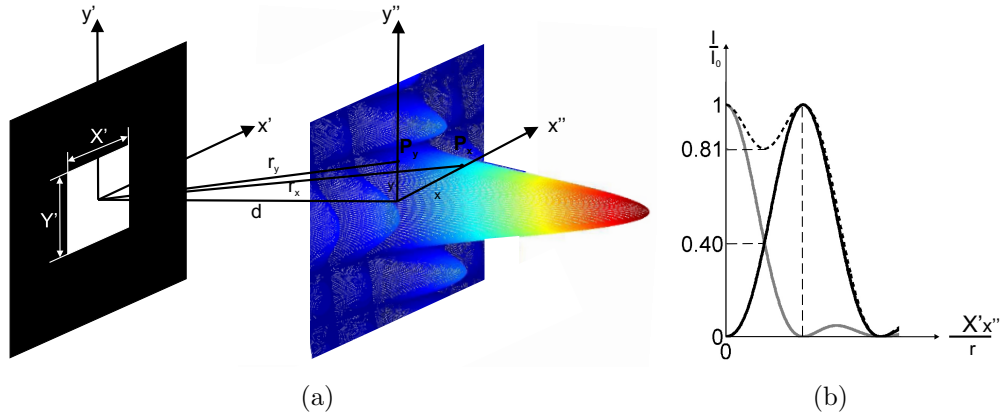 y'
y''
x'
x''
X'
Y'
r_y
r_x
d
P_y
P_x
y
x
(a)
I
I_0
1
0.81
0.40
0
0
X'x''
r
(b)